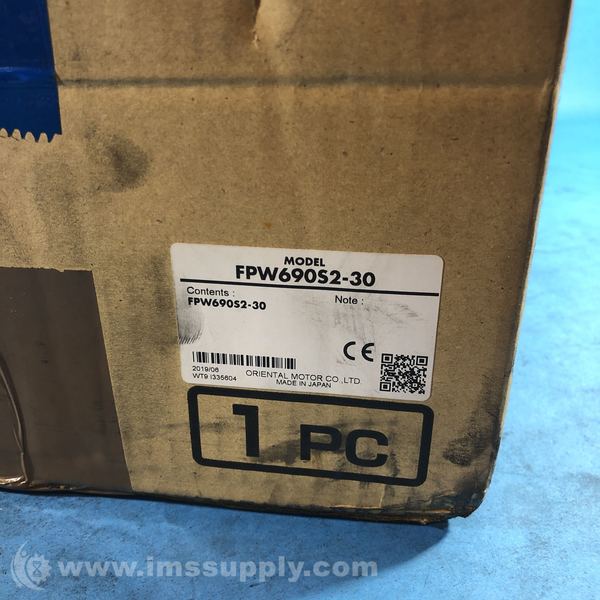 MODEL
FPW690S2-30
Contents : Note :
FPW690S2-30
CE
2019/06
WT9 I335604
ORIENTAL MOTOR CO.,LTD.
MADE IN JAPAN
1 PC
www.imssupply.com